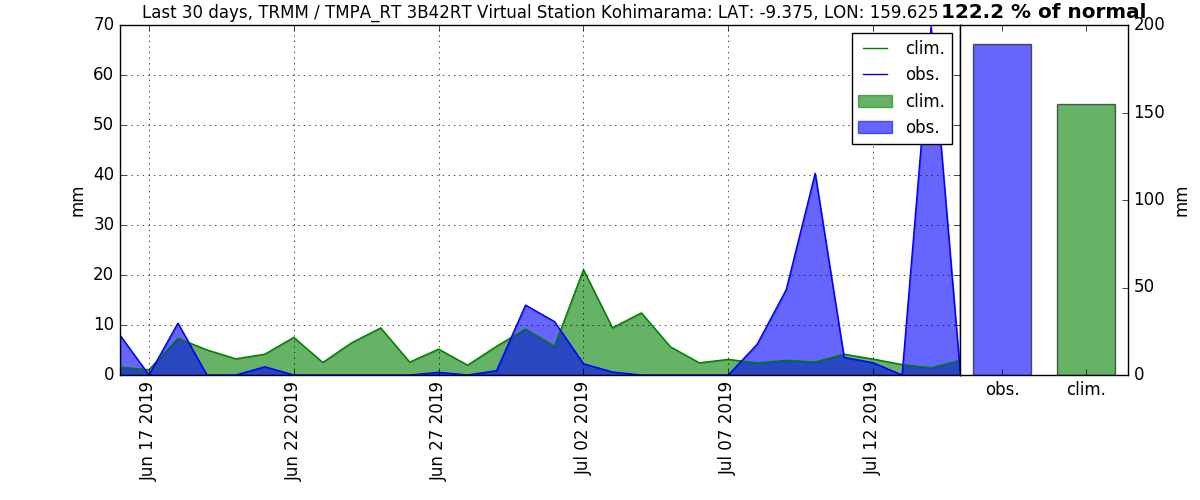 Last 30 days, TRMM / TMPA_RT 3B42RT Virtual Station Kohimarama: LAT: -9.375, LON: 159.625 122.2 % of normal
70
60
50
40
30
20
10
0
mm
clim.
obs.
clim.
obs.
200
150
100
50
0
mm
Jun 17 2019
Jun 22 2019
Jun 27 2019
Jul 02 2019
Jul 07 2019
Jul 12 2019
obs.
clim.